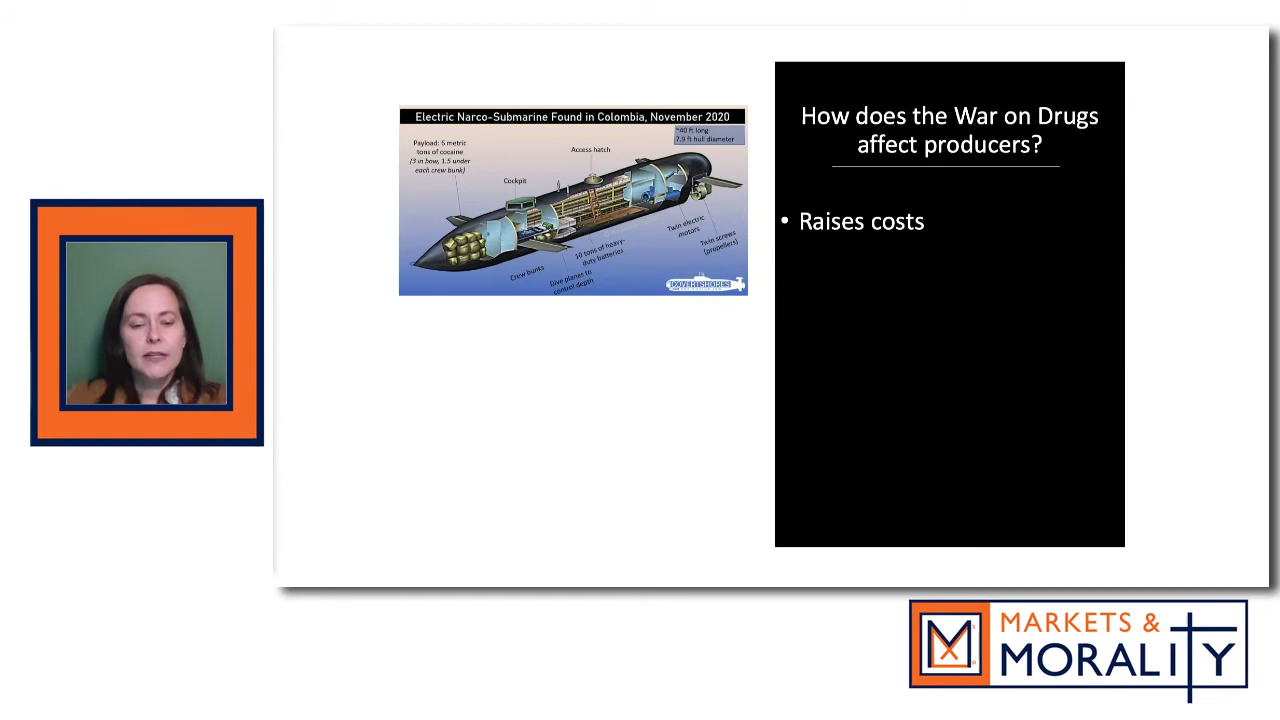 Electric Narco-Submarine Found in Colombia, November 2020
~40 ft long
7.9 ft hull diameter
Payload: 6 metric
tons of cocaine
(3 in bow, 1.5 under
each crew bunk)
Access hatch
Cockpit
Twin electric
motors
Twin screws
(propellers)
10 tons of heavy-
duty batteries
Crew bunks
Dive planes to
control depth
COVERTSHORES
How does the War on Drugs
affect producers?
• Raises costs
MARKETS &
MORALITY